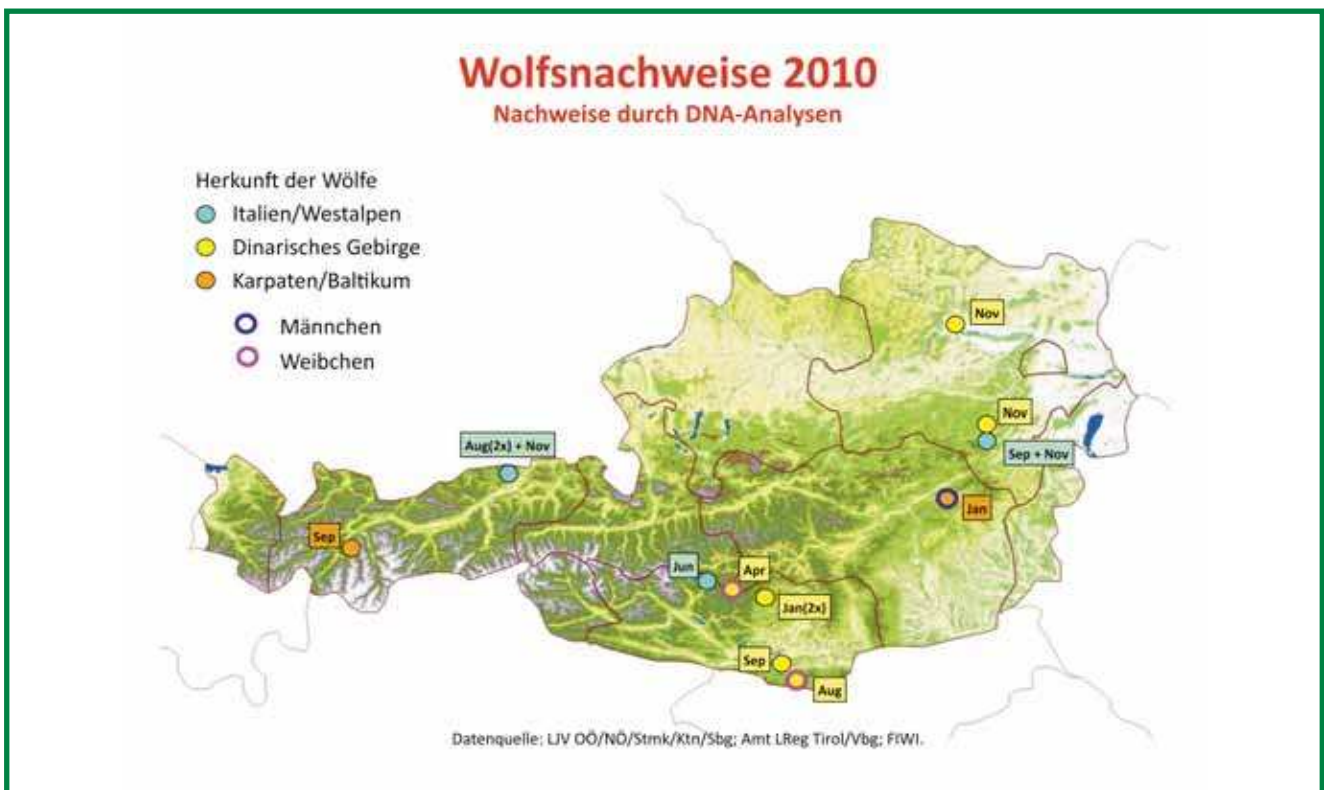 Wolfsnachweise 2010
Nachweise durch DNA-Analysen
Herkunft der Wölfe
Italien/Westalpen
Dinarisches Gebirge
Karpaten/Baltikum
Männchen
Weibchen
Nov
Nov
Aug(2x) + Nov
Sep + Nov
Jan
Sep
Jun
Apr
Jan(2x)
Sep
Aug
Datenquelle: LJV OÖ/NÖ/Stmk/Ktn/Sbg; Amt LReg Tirol/Vbg; FIWI.